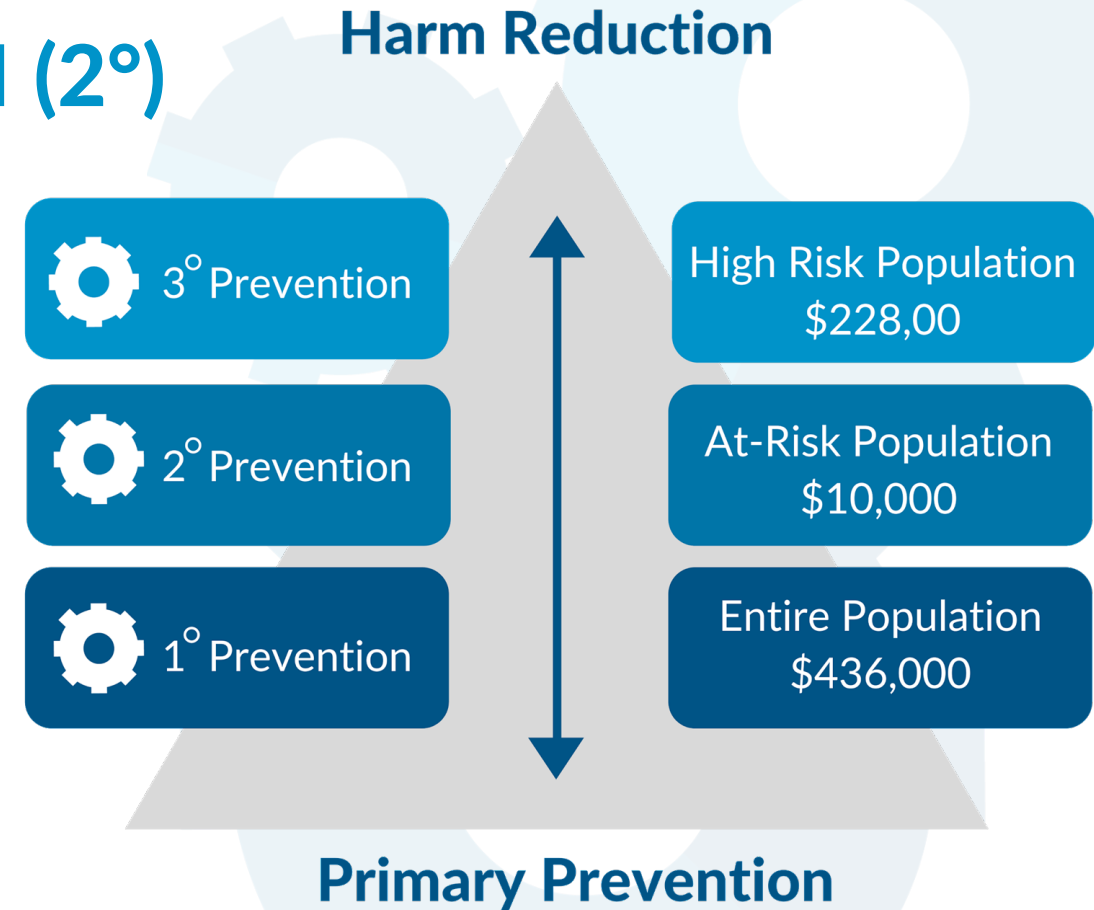 Harm Reduction
(2°)
3° Prevention
High Risk Population
$228,00
2° Prevention
At-Risk Population
$10,000
1° Prevention
Entire Population
$436,000
Primary Prevention